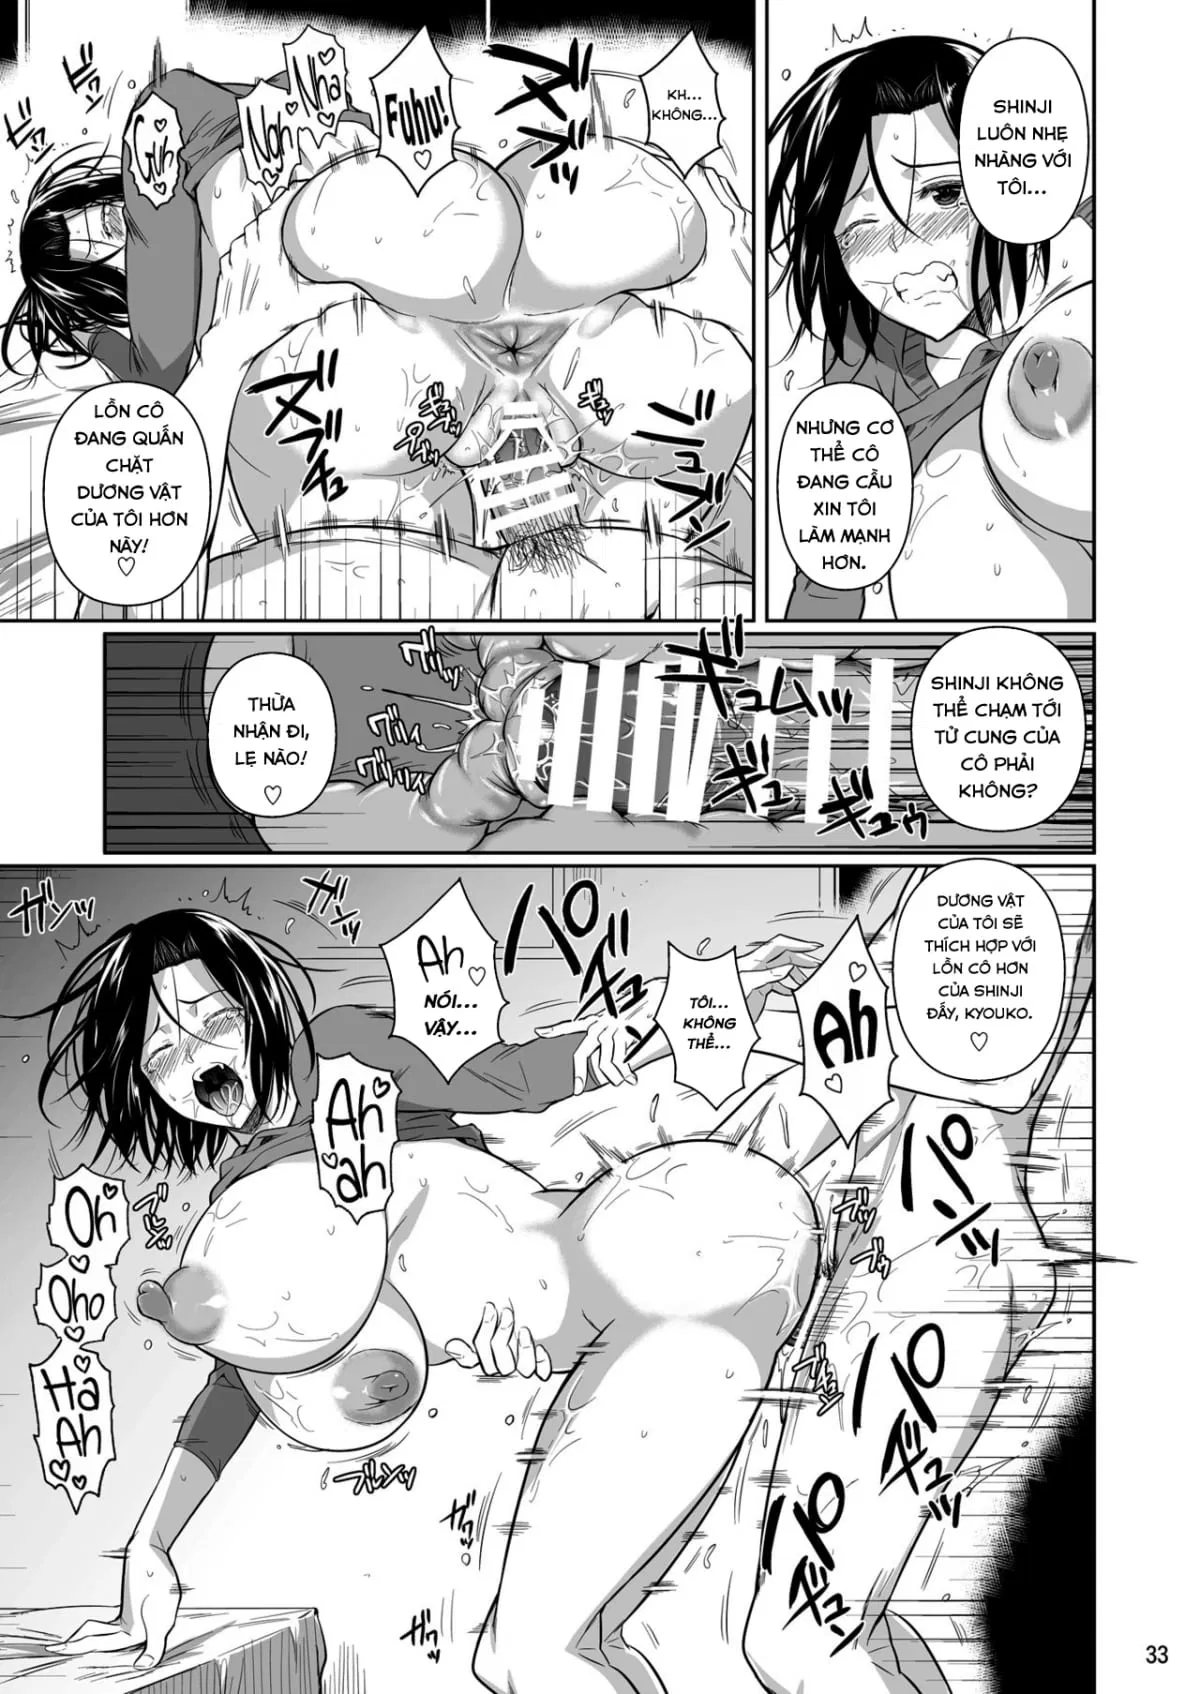 SHINJI
LUÔN NHẸ
NHÀNG VỚI
TÔI...
NHƯNG CƠ
THỂ CÔ
ĐANG CẦU
XIN TÔI
LÀM MẠNH
HƠN.
KH...
KHÔNG...
Fuhu!
Nha
Nah
Guh
LỒN CÔ
ĐANG QUẤN
CHẶT
DƯƠNG VẬT
CỦA TÔI HƠN
NÀY!
SHINJI KHÔNG
THỂ CHẠM TỚI
TỬ CUNG CỦA
CÔ PHẢI
KHÔNG?
THỪA
NHẬN ĐI,
LẸ NÀO!
DƯƠNG VẬT
CỦA TÔI SẼ
THÍCH HỢP VỚI
LỒN CÔ HƠN
CỦA SHINJI
ĐẤY, KYOUKO.
Ah
TÔI...
KHÔNG
THỂ...
Ah
NÓI...
VẬY...
Ah
Ah
ah
Oh
Oho
Ha
Ah
33